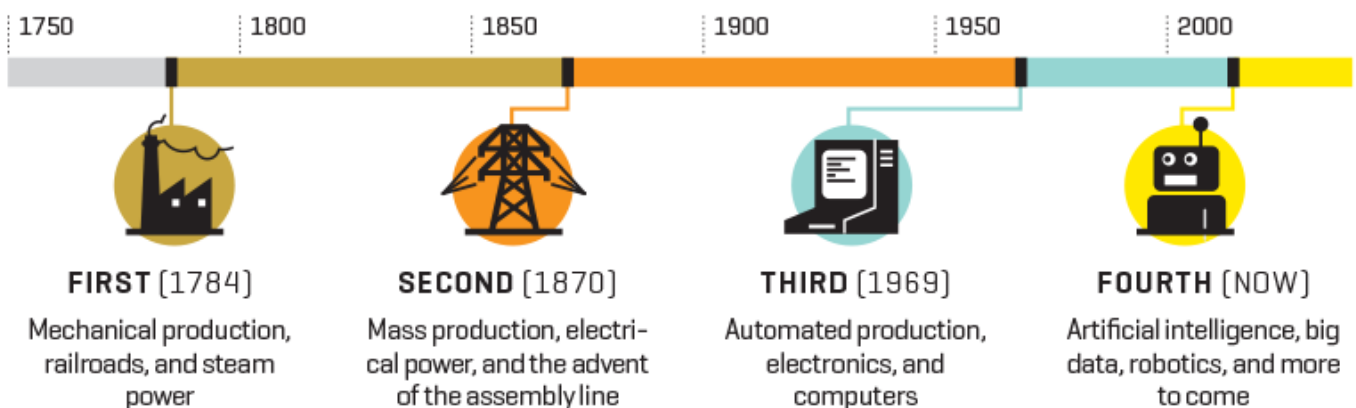 1750 1800 1850 1900 1950 2000
FIRST (1784)
Mechanical production,
railroads, and steam
power
SECOND (1870)
Mass production, electri-
cal power, and the advent
of the assembly line
THIRD (1969)
Automated production,
electronics, and
computers
FOURTH (NOW)
Artificial intelligence, big
data, robotics, and more
to come